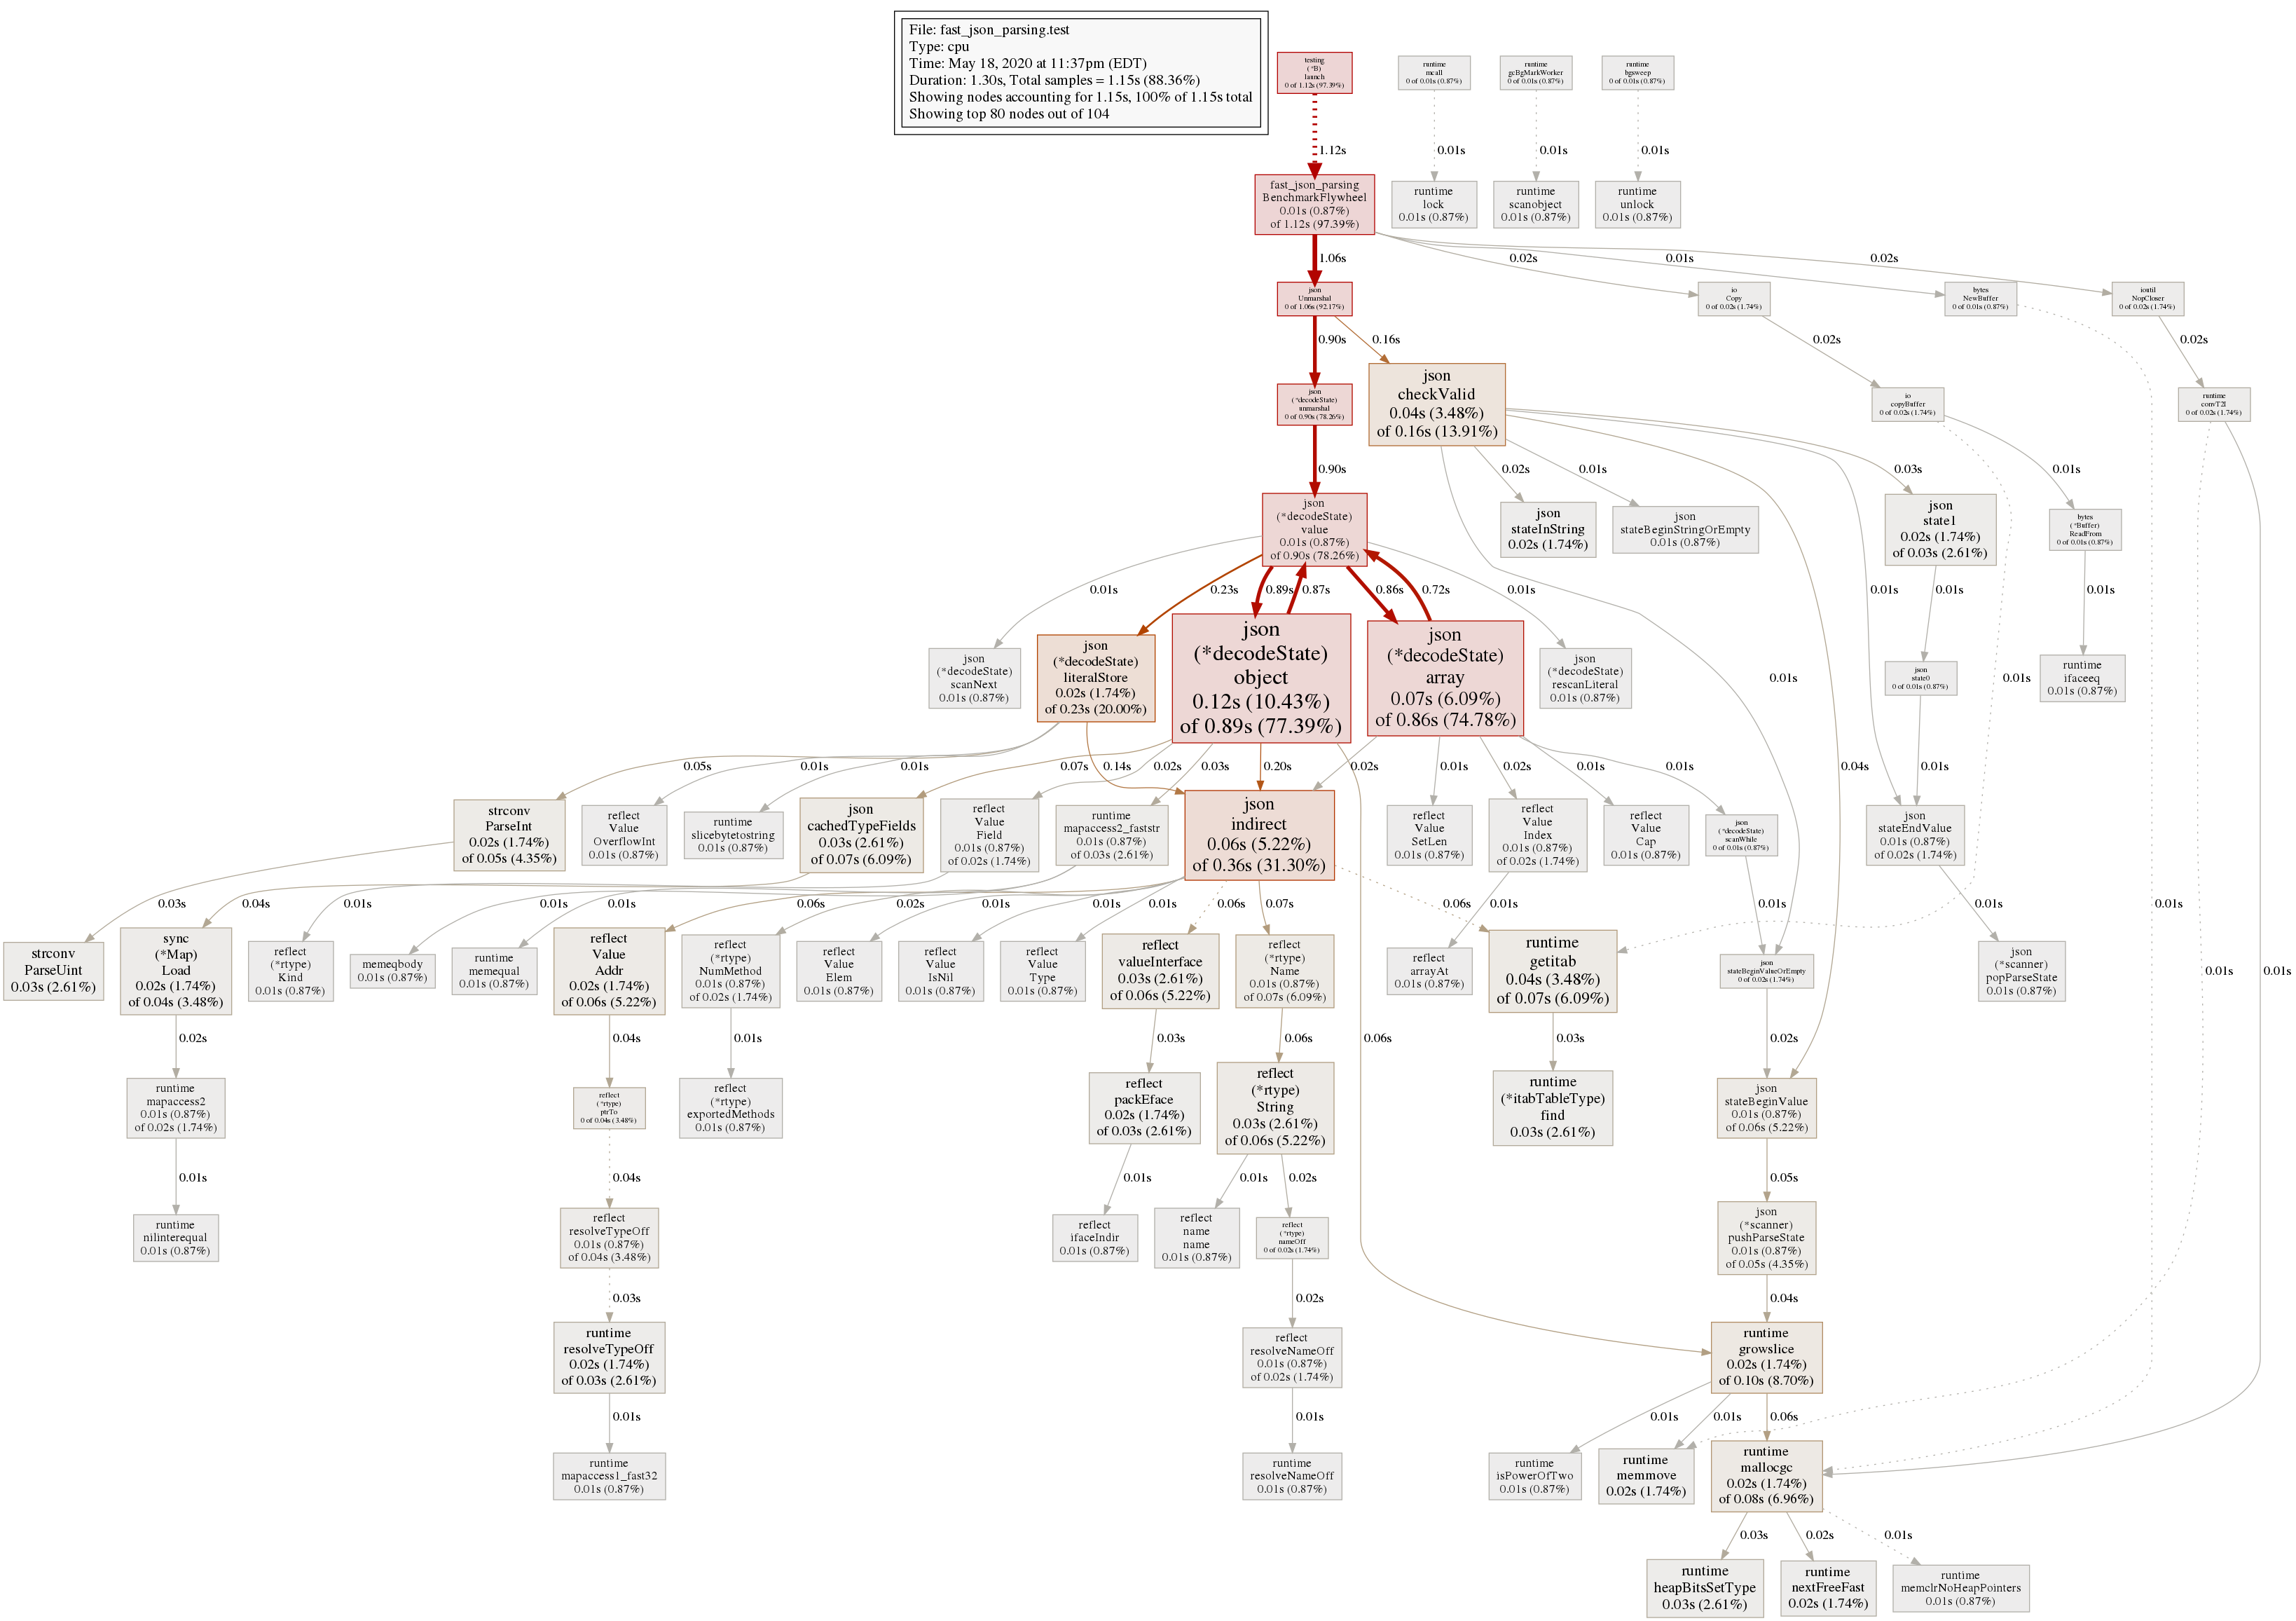 File: fast_json_parsing.test
Type: cpu
Time: May 18, 2020 at 11:37pm (EDT)
Duration: 1.30s, Total samples = 1.15s (88.36%)
Showing nodes accounting for 1.15s, 100% of 1.15s total
Showing top 80 nodes out of 104
testing
(*B)
launch
0 of 1.12s (97.39%)
runtime
mcall
0 of 0.01s (0.87%)
runtime
gcBgMarkWorker
0 of 0.01s (0.87%)
runtime
bgsweep
0 of 0.01s (0.87%)
1.12s
0.01s
0.01s
0.01s
fast_json_parsing
BenchmarkFlywheel
0.01s (0.87%)
of 1.12s (97.39%)
runtime
lock
0.01s (0.87%)
runtime
scanobject
0.01s (0.87%)
runtime
unlock
0.01s (0.87%)
1.06s
0.02s
0.01s
0.02s
json
Unmarshal
0 of 1.06s (92.17%)
io
Copy
0 of 0.02s (1.74%)
bytes
NewBuffer
0 of 0.01s (0.87%)
ioutil
NopCloser
0 of 0.02s (1.74%)
0.90s
0.16s
0.02s
0.02s
json
(*decodeState)
unmarshal
0 of 0.90s (78.26%)
json
checkValid
0.04s (3.48%)
of 0.16s (13.91%)
io
copyBuffer
0 of 0.02s (1.74%)
runtime
convT2I
0 of 0.02s (1.74%)
0.90s
0.02s
0.01s
0.03s
0.01s
json
(*decodeState)
value
0.01s (0.87%)
of 0.90s (78.26%)
json
stateInString
0.02s (1.74%)
json
stateBeginStringOrEmpty
0.01s (0.87%)
json
state1
0.02s (1.74%)
of 0.03s (2.61%)
bytes
(*Buffer)
ReadFrom
0 of 0.01s (0.87%)
0.01s
0.23s
0.89s
0.87s
0.86s
0.72s
0.01s
0.01s
0.01s
0.01s
json
(*decodeState)
scanNext
0.01s (0.87%)
json
(*decodeState)
literalStore
0.02s (1.74%)
of 0.23s (20.00%)
json
(*decodeState)
object
0.12s (10.43%)
of 0.89s (77.39%)
json
(*decodeState)
array
0.07s (6.09%)
of 0.86s (74.78%)
json
(*decodeState)
rescanLiteral
0.01s (0.87%)
0.01s
json
state0
0 of 0.01s (0.87%)
0.01s
runtime
ifaceeq
0.01s (0.87%)
0.05s
0.01s
0.01s
0.14s
0.07s
0.02s
0.03s
0.20s
0.02s
0.01s
0.02s
0.01s
0.01s
0.04s
0.01s
strconv
ParseInt
0.02s (1.74%)
of 0.05s (4.35%)
reflect
Value
OverflowInt
0.01s (0.87%)
runtime
slicebytetostring
0.01s (0.87%)
json
cachedTypeFields
0.03s (2.61%)
of 0.07s (6.09%)
reflect
Value
Field
0.01s (0.87%)
of 0.02s (1.74%)
runtime
mapaccess2_faststr
0.01s (0.87%)
of 0.03s (2.61%)
json
indirect
0.06s (5.22%)
of 0.36s (31.30%)
reflect
Value
SetLen
0.01s (0.87%)
reflect
Value
Index
0.01s (0.87%)
of 0.02s (1.74%)
reflect
Value
Cap
0.01s (0.87%)
json
(*decodeState)
scanWhile
0 of 0.01s (0.87%)
json
stateEndValue
0.01s (0.87%)
of 0.02s (1.74%)
0.03s
0.04s
0.01s
0.01s
0.01s
0.06s
0.02s
0.01s
0.01s
0.01s
0.06s
0.07s
0.06s
0.01s
0.01s
0.01s
0.01s
strconv
ParseUint
0.03s (2.61%)
sync
(*Map)
Load
0.02s (1.74%)
of 0.04s (3.48%)
reflect
(*rtype)
Kind
0.01s (0.87%)
memeqbody
0.01s (0.87%)
runtime
memequal
0.01s (0.87%)
reflect
Value
Addr
0.02s (1.74%)
of 0.06s (5.22%)
reflect
(*rtype)
NumMethod
0.01s (0.87%)
of 0.02s (1.74%)
reflect
Value
Elem
0.01s (0.87%)
reflect
Value
IsNil
0.01s (0.87%)
reflect
Value
Type
0.01s (0.87%)
reflect
valueInterface
0.03s (2.61%)
of 0.06s (5.22%)
reflect
(*rtype)
Name
0.01s (0.87%)
of 0.07s (6.09%)
reflect
arrayAt
0.01s (0.87%)
runtime
getitab
0.04s (3.48%)
of 0.07s (6.09%)
json
stateBeginValueOrEmpty
0 of 0.02s (1.74%)
json
(*scanner)
popParseState
0.01s (0.87%)
0.01s
0.01s
0.02s
0.04s
0.01s
0.03s
0.06s
0.06s
0.03s
0.02s
runtime
mapaccess2
0.01s (0.87%)
of 0.02s (1.74%)
reflect
(*rtype)
ptrTo
0 of 0.04s (3.48%)
reflect
(*rtype)
exportedMethods
0.01s (0.87%)
reflect
packEface
0.02s (1.74%)
of 0.03s (2.61%)
reflect
(*rtype)
String
0.03s (2.61%)
of 0.06s (5.22%)
runtime
(*itabTableType)
find
0.03s (2.61%)
json
stateBeginValue
0.01s (0.87%)
of 0.06s (5.22%)
0.01s
0.04s
0.01s
0.01s
0.02s
0.05s
runtime
nilinterequal
0.01s (0.87%)
reflect
resolveTypeOff
0.01s (0.87%)
of 0.04s (3.48%)
reflect
ifaceIndir
0.01s (0.87%)
reflect
name
name
0.01s (0.87%)
reflect
(*rtype)
nameOff
0 of 0.02s (1.74%)
json
(*scanner)
pushParseState
0.01s (0.87%)
of 0.05s (4.35%)
0.03s
0.02s
0.04s
runtime
resolveTypeOff
0.02s (1.74%)
of 0.03s (2.61%)
reflect
resolveNameOff
0.01s (0.87%)
of 0.02s (1.74%)
runtime
growslice
0.02s (1.74%)
of 0.10s (8.70%)
0.01s
0.01s
0.01s
0.01s
0.06s
runtime
mapaccess1_fast32
0.01s (0.87%)
runtime
resolveNameOff
0.01s (0.87%)
runtime
isPowerOfTwo
0.01s (0.87%)
runtime
memmove
0.02s (1.74%)
runtime
mallocgc
0.02s (1.74%)
of 0.08s (6.96%)
0.03s
0.02s
0.01s
runtime
heapBitsSetType
0.03s (2.61%)
runtime
nextFreeFast
0.02s (1.74%)
runtime
memclrNoHeapPointers
0.01s (0.87%)